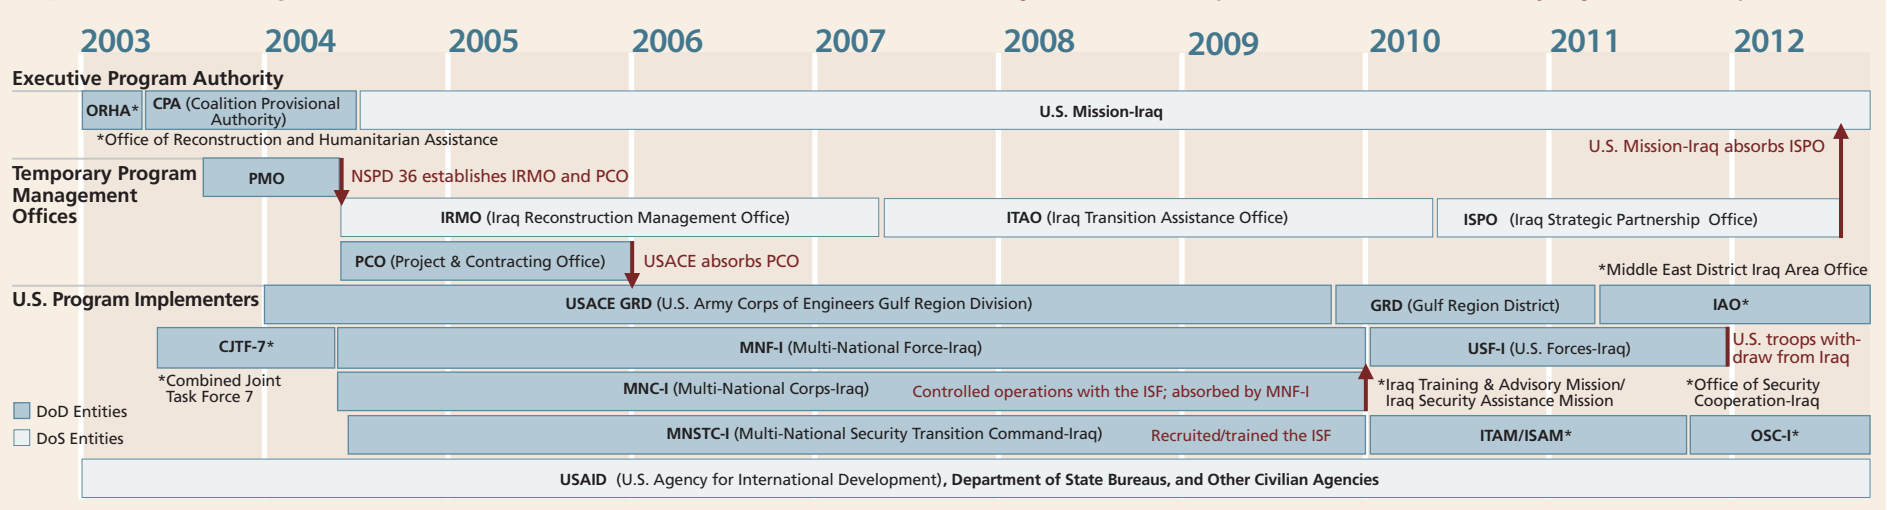 2003 2004 2005 2006 2007 2008 2009 2010 2011 2012
Executive Program Authority
ORHA*
CPA (Coalition Provisional
Authority)
U.S. Mission-Iraq
*Office of Reconstruction and Humanitarian Assistance
U.S. Mission-Iraq absorbs ISPO
Temporary Program
Management
Offices
PMO
NSPD 36 establishes IRMO and PCO
IRMO (Iraq Reconstruction Management Office)
ITAO (Iraq Transition Assistance Office)
ISPO (Iraq Strategic Partnership Office)
PCO (Project & Contracting Office)
USACE absorbs PCO
*Middle East District Iraq Area Office
U.S. Program Implementers
USACE GRD (U.S. Army Corps of Engineers Gulf Region Division)
GRD (Gulf Region District)
IAO*
CJTF-7*
MNF-I (Multi-National Force-Iraq)
USF-I (U.S. Forces-Iraq)
U.S. troops with-
draw from Iraq
*Combined Joint
Task Force 7
MNC-I (Multi-National Corps-Iraq)
Controlled operations with the ISF; absorbed by MNF-I
*Iraq Training & Advisory Mission/
Iraq Security Assistance Mission
*Office of Security
Cooperation-Iraq
DoD Entities
DoS Entities
MNSTC-I (Multi-National Security Transition Command-Iraq)
Recruited/trained the ISF
ITAM/ISAM*
OSC-I*
USAID (U.S. Agency for International Development), Department of State Bureaus, and Other Civilian Agencies